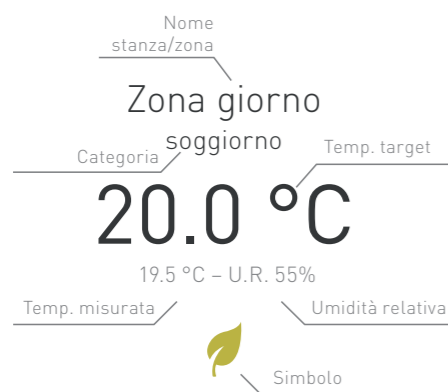 Nome
stanza/zona
Zona giorno
soggiorno
Categoria
Temp. target
20.0 °C
19.5 °C – U.R. 55%
Temp. misurata
Umidità relativa
Simbolo